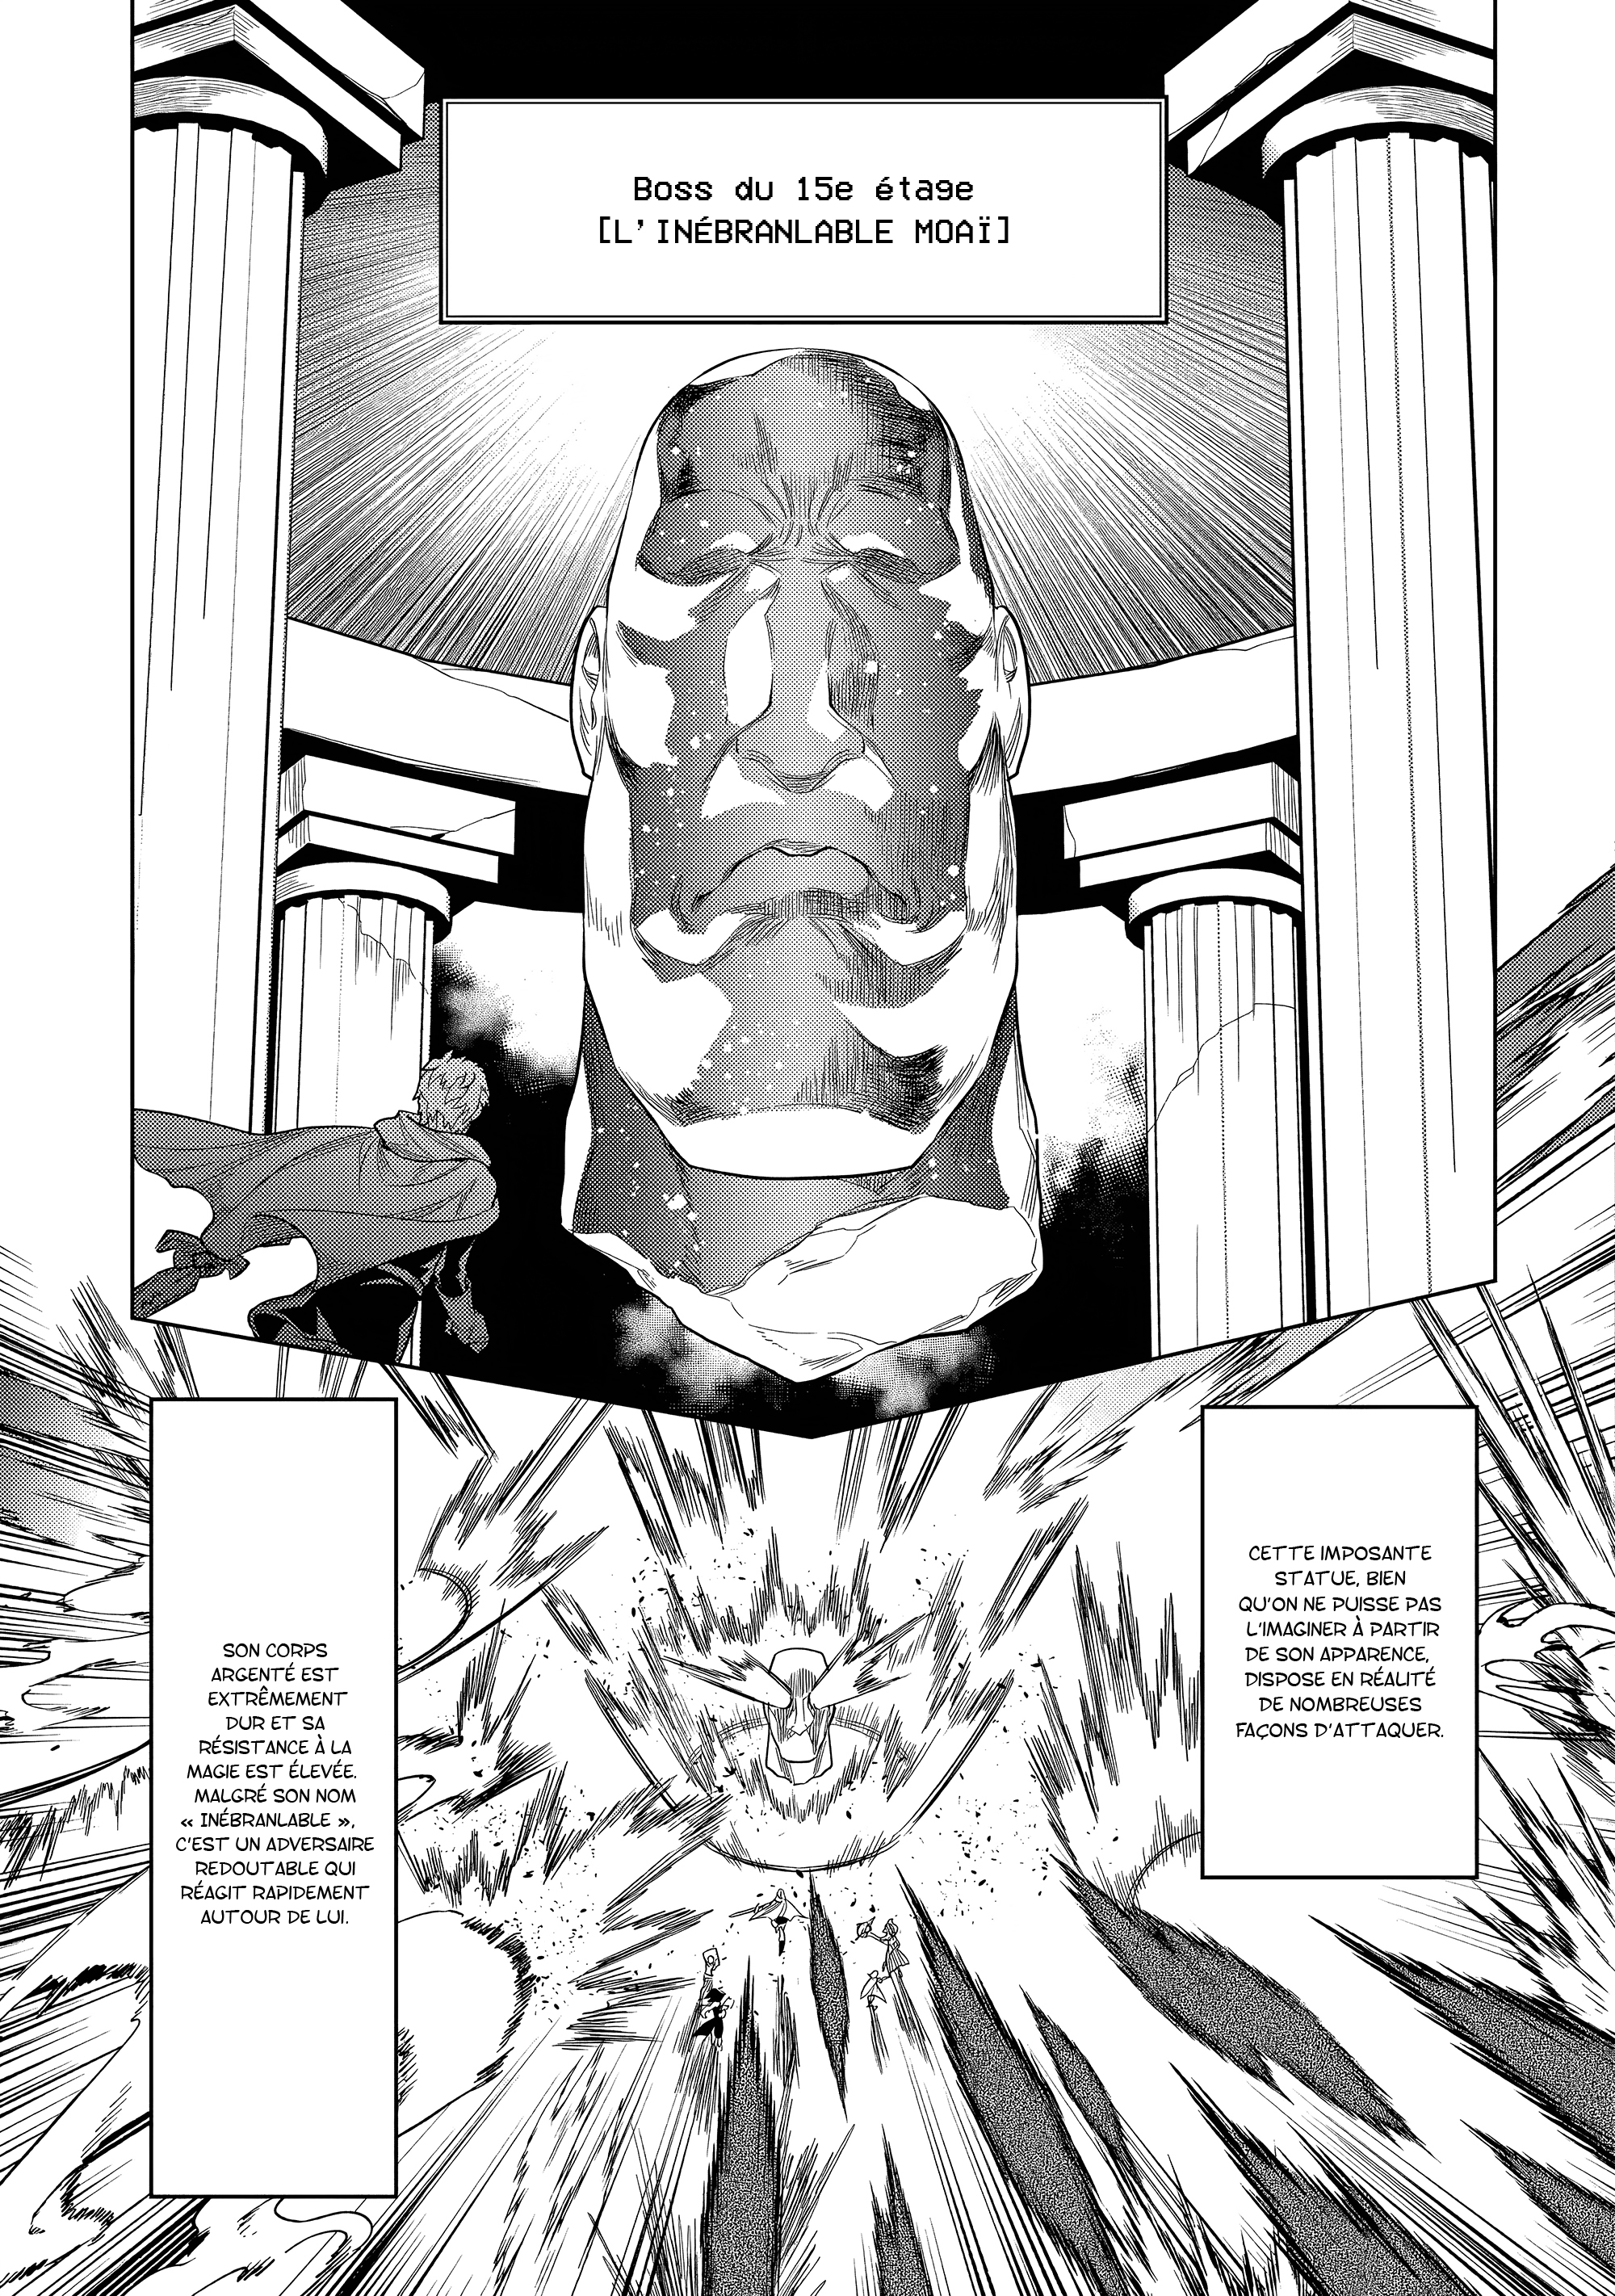 Boss du 15e étage
[L'INÉBRANLABLE MOAÏ]
CETTE IMPOSANTE
STATUE, BIEN
QU'ON NE PUISSE PAS
L'IMAGINER À PARTIR
DE SON APPARENCE,
DISPOSE EN RÉALITÉ
DE NOMBREUSES
FAÇONS D'ATTAQUER.
SON CORPS
ARGENTÉ EST
EXTRÊMEMENT
DUR ET SA
RÉSISTANCE À LA
MAGIE EST ÉLEVÉE.
MALGRÉ SON NOM
« INÉBRANLABLE »,
C'EST UN ADVERSAIRE
REDOUTABLE QUI
RÉAGIT RAPIDEMENT
AUTOUR DE LUI.